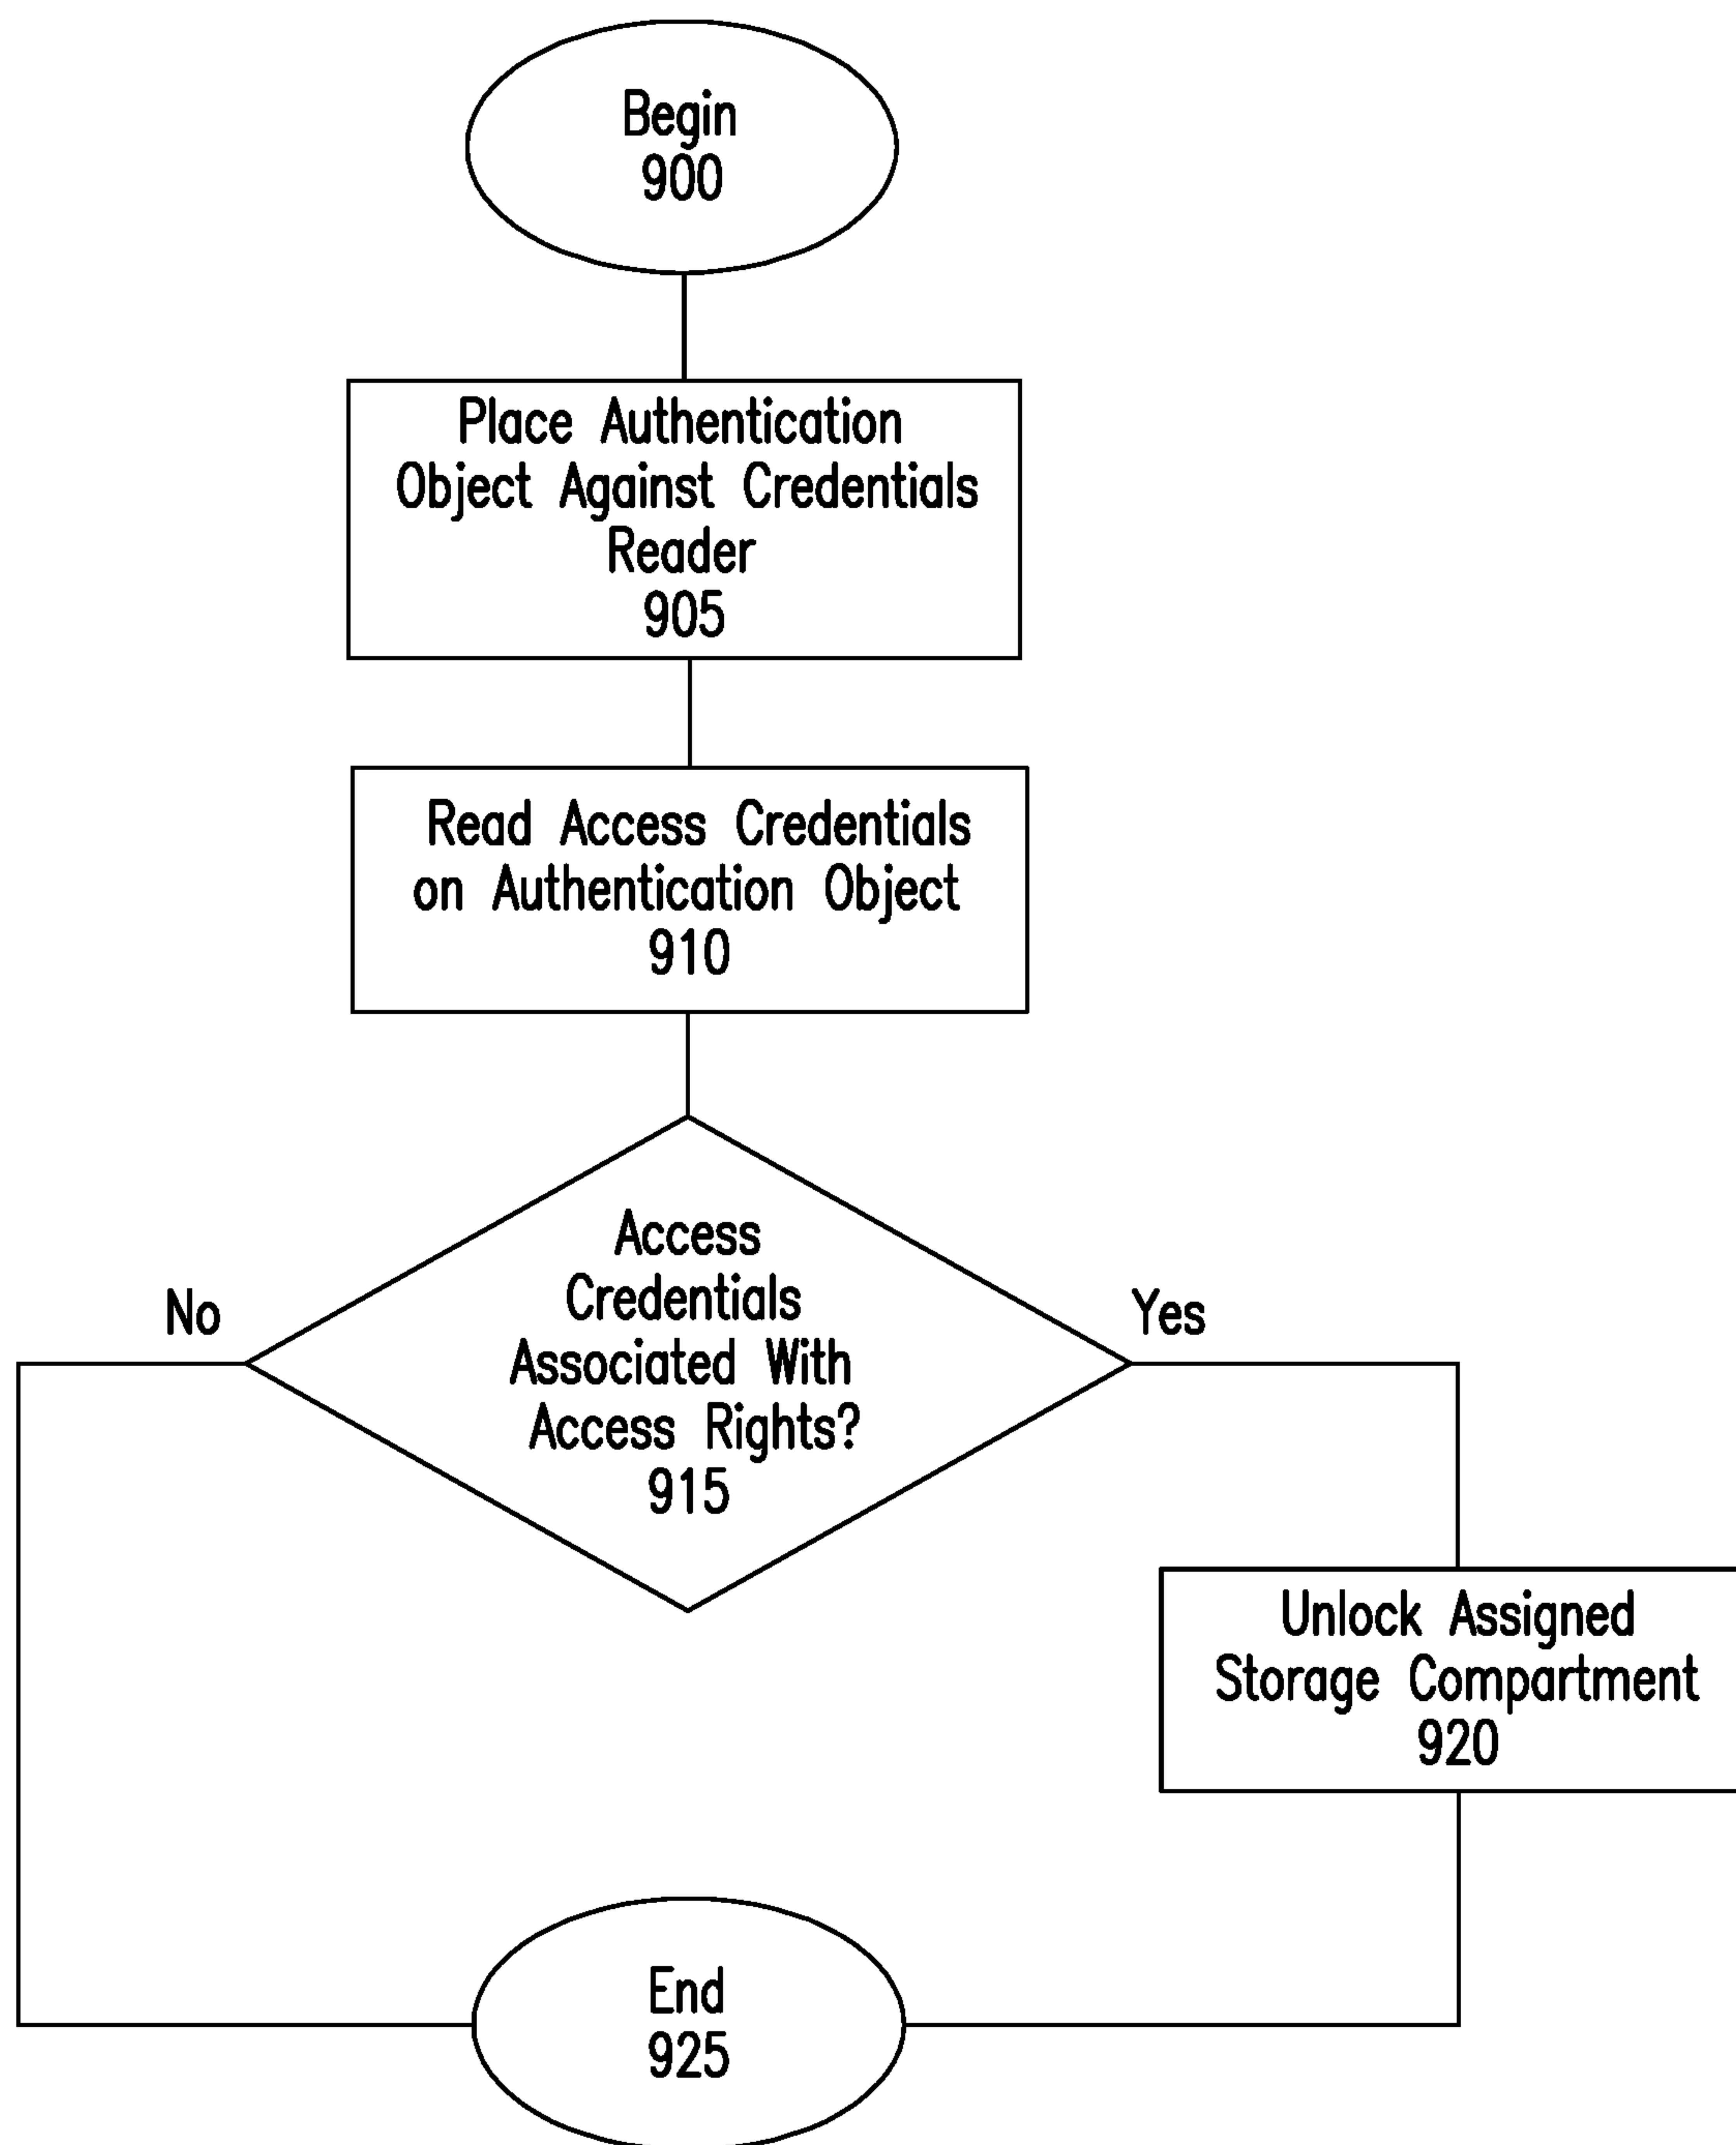 Begin
900
Place Authentication
Object Against Credentials
Reader
905
Read Access Credentials
on Authentication Object
910
Access
Credentials
Associated With
Access Rights?
915
No
Yes
Unlock Assigned
Storage Compartment
920
End
925